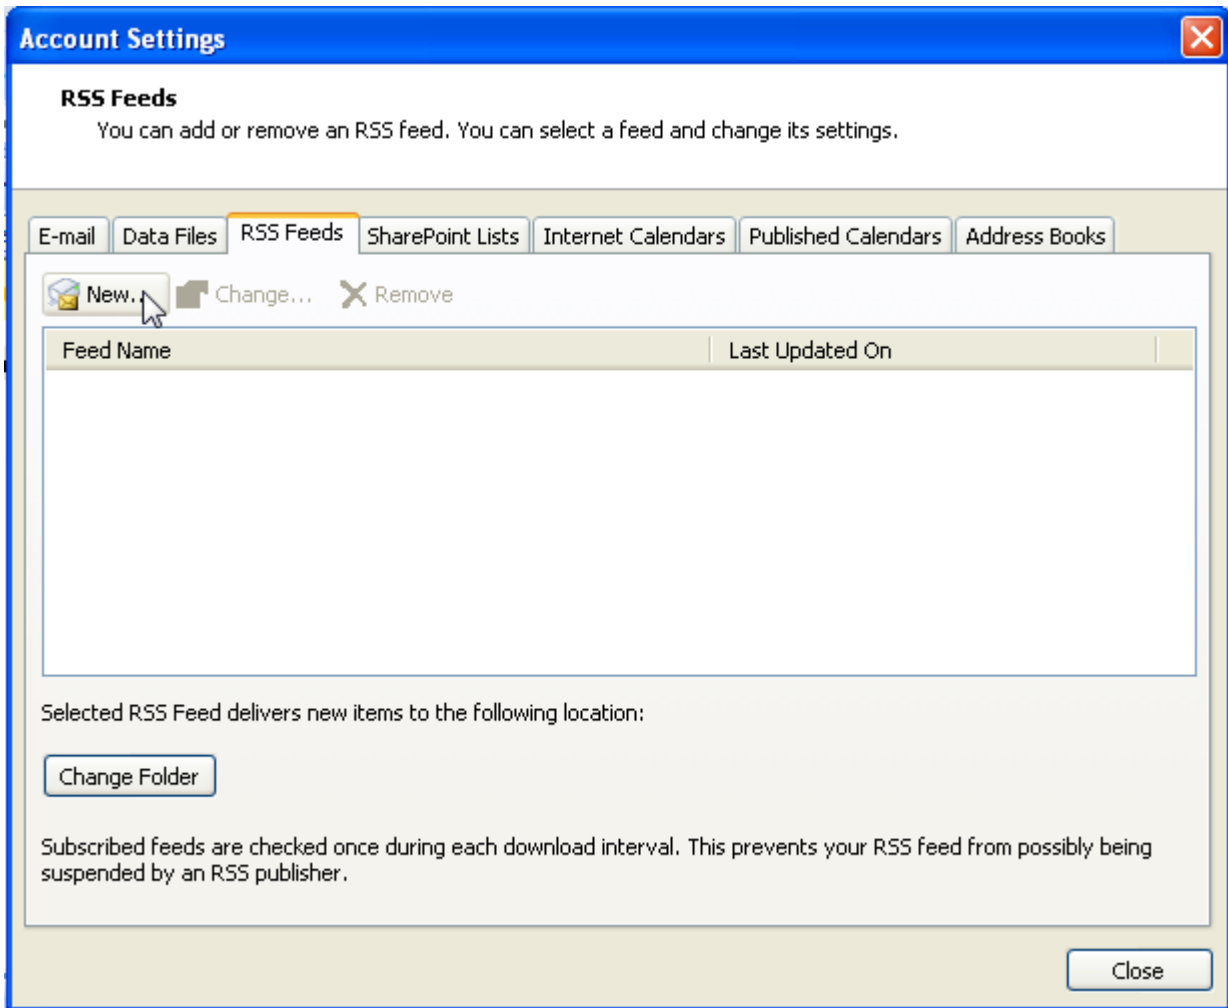 Account Settings
RSS Feeds
You can add or remove an RSS feed. You can select a feed and change its settings.
E-mail Data Files RSS Feeds SharePoint Lists Internet Calendars Published Calendars Address Books
New... Change... Remove
Feed Name Last Updated On
Selected RSS Feed delivers new items to the following location:
Change Folder
Subscribed feeds are checked once during each download interval. This prevents your RSS feed from possibly being
suspended by an RSS publisher.
Close